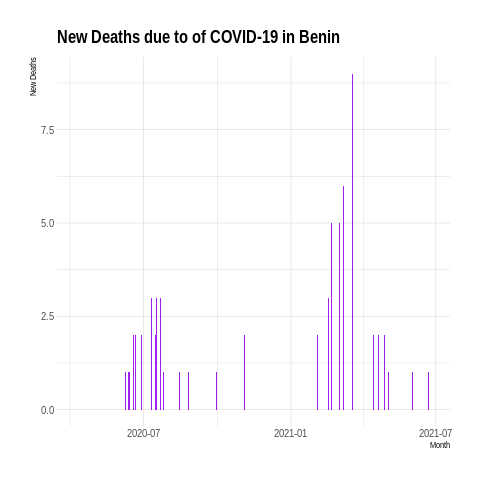 New Deaths due to of COVID-19 in Benin
New Deaths
7.5
5.0
2.5
0.0
2020-07
2021-01
2021-07
Month